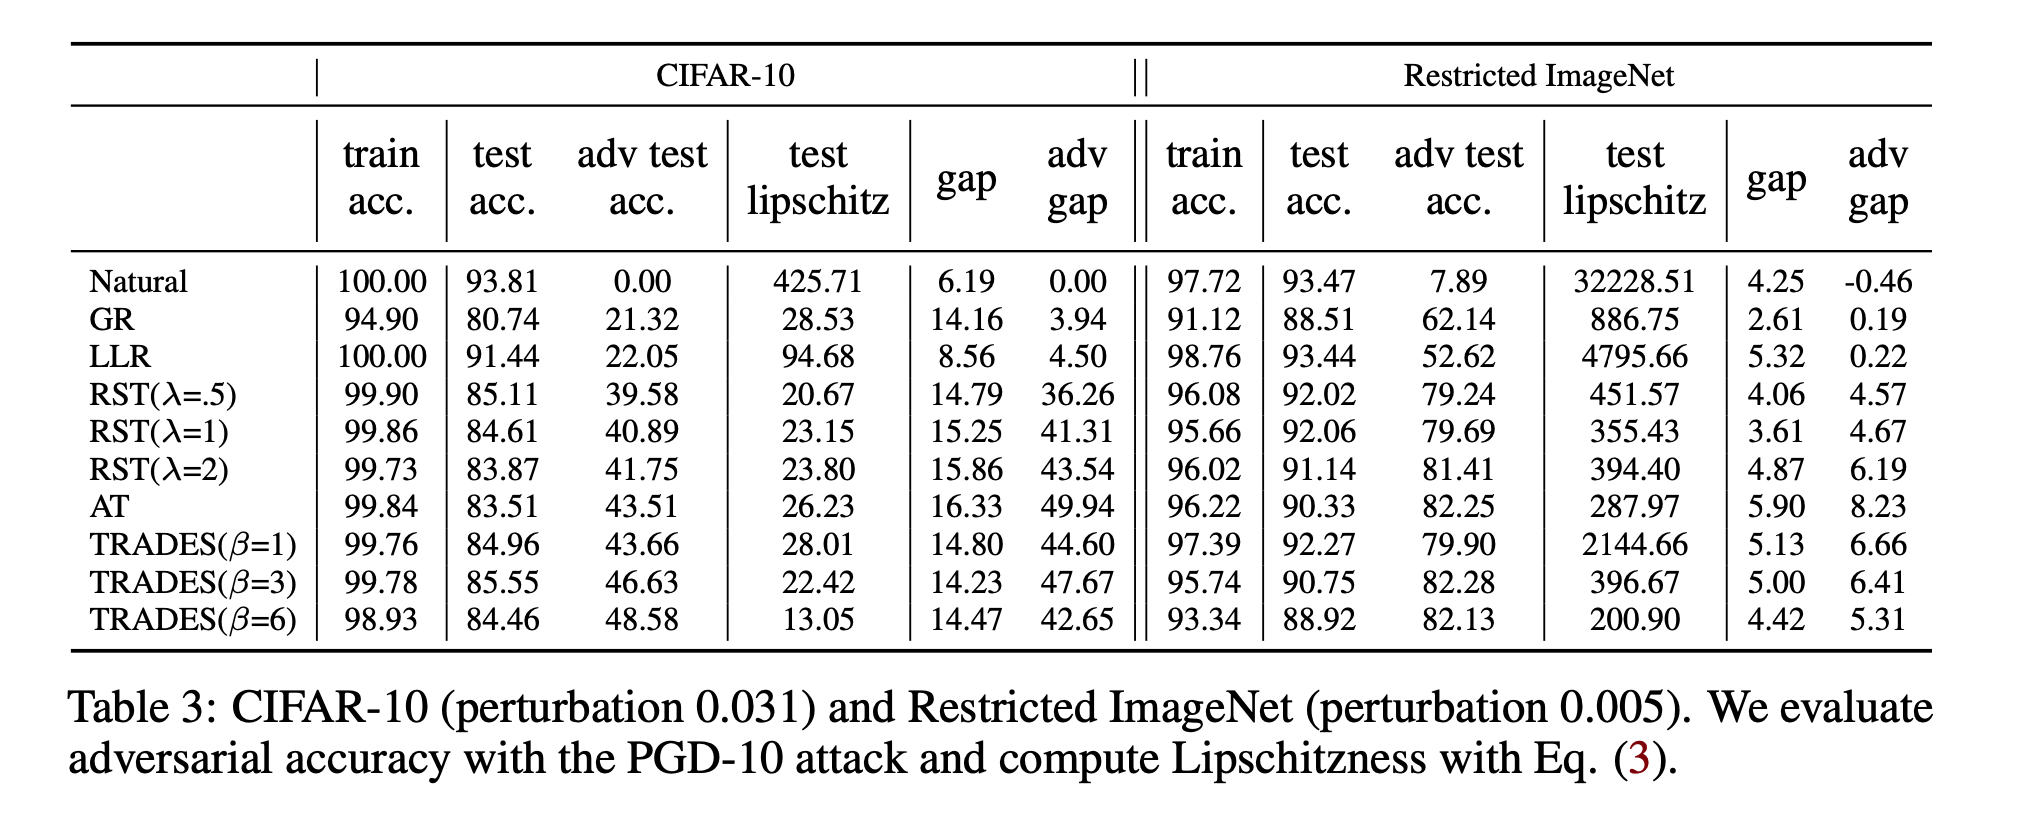 CIFAR-10 Restricted ImageNet
train acc. test acc. adv test acc. test lipschitz gap adv gap train acc. test acc. adv test acc. test lipschitz gap adv gap
Natural 100.00 93.81 0.00 425.71 6.19 0.00 97.72 93.47 7.89 32228.51 4.25 -0.46
GR 94.90 80.74 21.32 28.53 14.16 3.94 91.12 88.51 62.14 886.75 2.61 0.19
LLR 100.00 91.44 22.05 94.68 8.56 4.50 98.76 93.44 52.62 4795.66 5.32 0.22
RST(λ=.5) 99.90 85.11 39.58 20.67 14.79 36.26 96.08 92.02 79.24 451.57 4.06 4.57
RST(λ=1) 99.86 84.61 40.89 23.15 15.25 41.31 95.66 92.06 79.69 355.43 3.61 4.67
RST(λ=2) 99.73 83.87 41.75 23.80 15.86 43.54 96.02 91.14 81.41 394.40 4.87 6.19
AT 99.84 83.51 43.51 26.23 16.33 49.94 96.22 90.33 82.25 287.97 5.90 8.23
TRADES(β=1) 99.76 84.96 43.66 28.01 14.80 44.60 97.39 92.27 79.90 2144.66 5.13 6.66
TRADES(β=3) 99.78 85.55 46.63 22.42 14.23 47.67 95.74 90.75 82.28 396.67 5.00 6.41
TRADES(β=6) 98.93 84.46 48.58 13.05 14.47 42.65 93.34 88.92 82.13 200.90 4.42 5.31
Table 3: CIFAR-10 (perturbation 0.031) and Restricted ImageNet (perturbation 0.005). We evaluate
adversarial accuracy with the PGD-10 attack and compute Lipschitzness with Eq. (3).